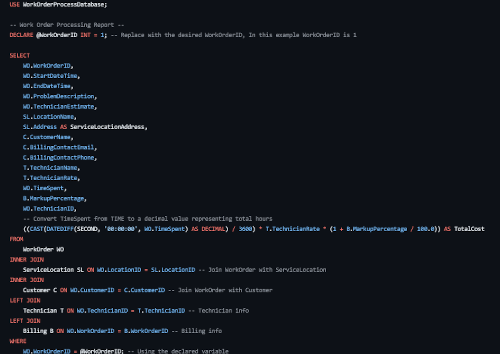 USE WorkOrderProcessDatabase;
-- Work Order Processing Report --
DECLARE @WorkOrderID INT = 1; -- Replace with the desired WorkOrderID, In this example WorkOrderID is 1
SELECT
WO.WorkOrderID,
WO.StartDateTime,
WO.EndDateTime,
WO.ProblemDescription,
WO.TechnicianEstimate,
SL.LocationName,
SL.Address AS ServiceLocationAddress,
C.CustomerName,
C.BillingContactEmail,
C.BillingContactPhone,
T.TechnicianName,
T.TechnicianRate,
WO.TimeSpent,
B.MarkupPercentage,
WO.TechnicianID,
-- Convert TimeSpent from TIME to a decimal value representing total hours
((CAST(DATEDIFF(SECOND, '00:00:00', WO.TimeSpent) AS DECIMAL) / 3600) * T.TechnicianRate * (1 + B.MarkupPercentage / 100.0)) AS TotalCost
FROM
WorkOrder WO
INNER JOIN
ServiceLocation SL ON WO.LocationID = SL.LocationID -- Join WorkOrder with ServiceLocation
INNER JOIN
Customer C ON WO.CustomerID = C.CustomerID -- Join WorkOrder with Customer
LEFT JOIN
Technician T ON WO.TechnicianID = T.TechnicianID -- Technician info
LEFT JOIN
Billing B ON WO.WorkOrderID = B.WorkOrderID -- Billing info
WHERE
WO.WorkOrderID = @WorkOrderID; -- Using the declared variable